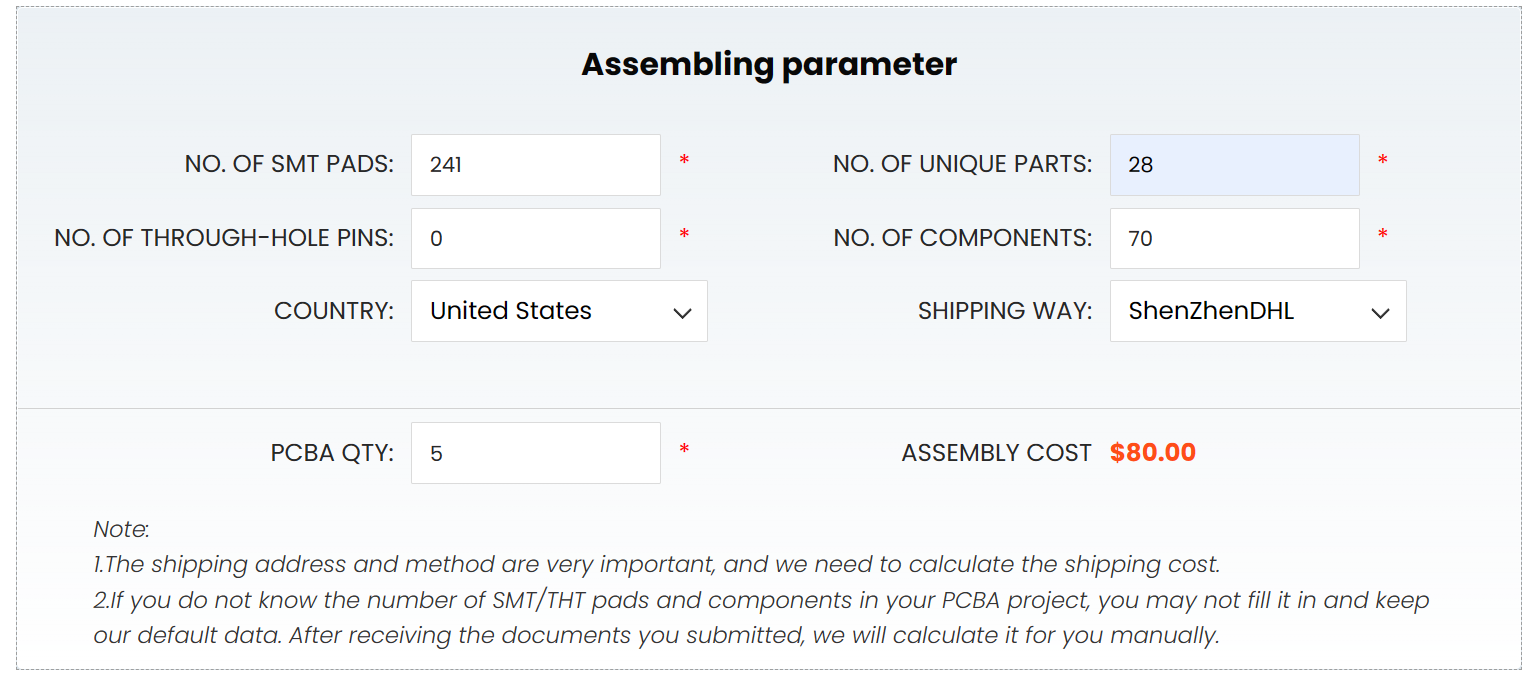 Assembling parameter
NO. OF SMT PADS: 241 * NO. OF UNIQUE PARTS: 28 *
NO. OF THROUGH-HOLE PINS: 0 * NO. OF COMPONENTS: 70 *
COUNTRY: United States SHIPPING WAY: ShenZhenDHL
PCBA QTY: 5 * ASSEMBLY COST $80.00
Note:
1.The shipping address and method are very important, and we need to calculate the shipping cost.
2.If you do not know the number of SMT/THT pads and components in your PCBA project, you may not fill it in and keep
our default data. After receiving the documents you submitted, we will calculate it for you manually.